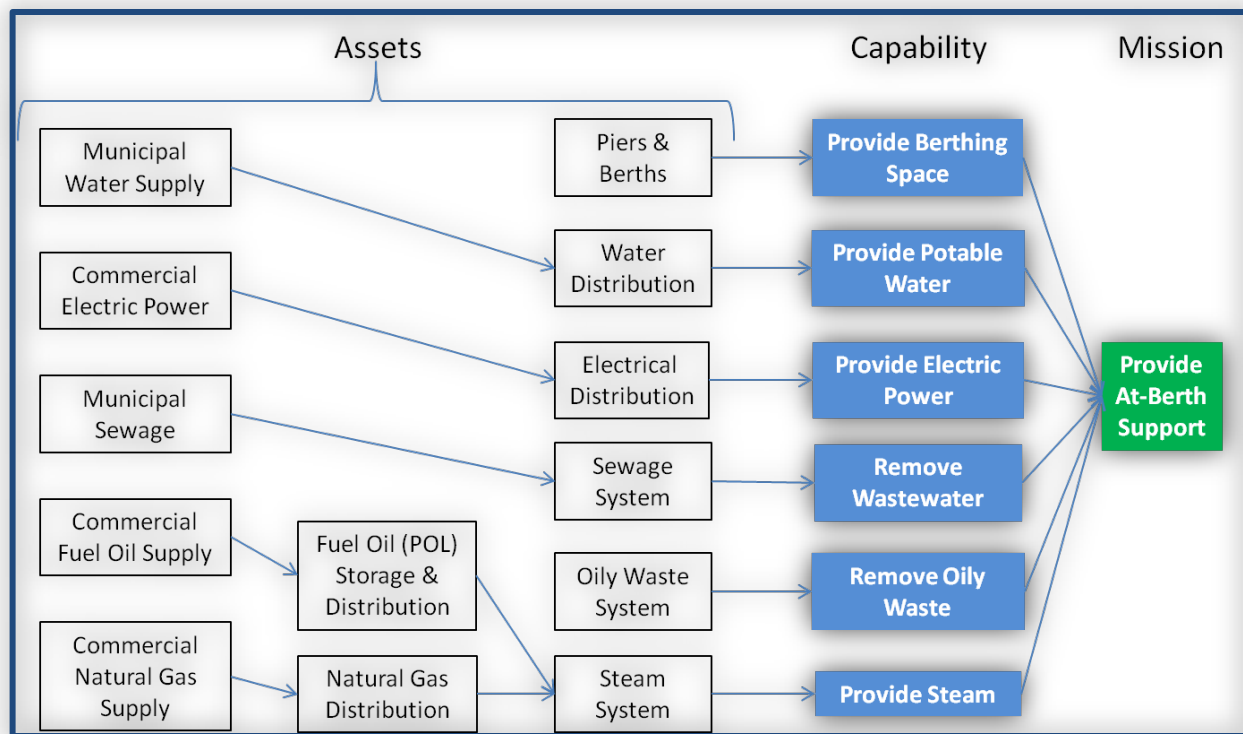 Assets
Capability
Mission
Municipal
Water Supply
Commercial
Electric Power
Municipal
Sewage
Commercial
Fuel Oil Supply
Commercial
Natural Gas
Supply
Fuel Oil (POL)
Storage &
Distribution
Natural Gas
Distribution
Piers &
Berths
Water
Distribution
Electrical
Distribution
Sewage
System
Oily Waste
System
Steam
System
Provide Berthing
Space
Provide Potable
Water
Provide Electric
Power
Remove
Wastewater
Remove Oily
Waste
Provide Steam
Provide
At-Berth
Support